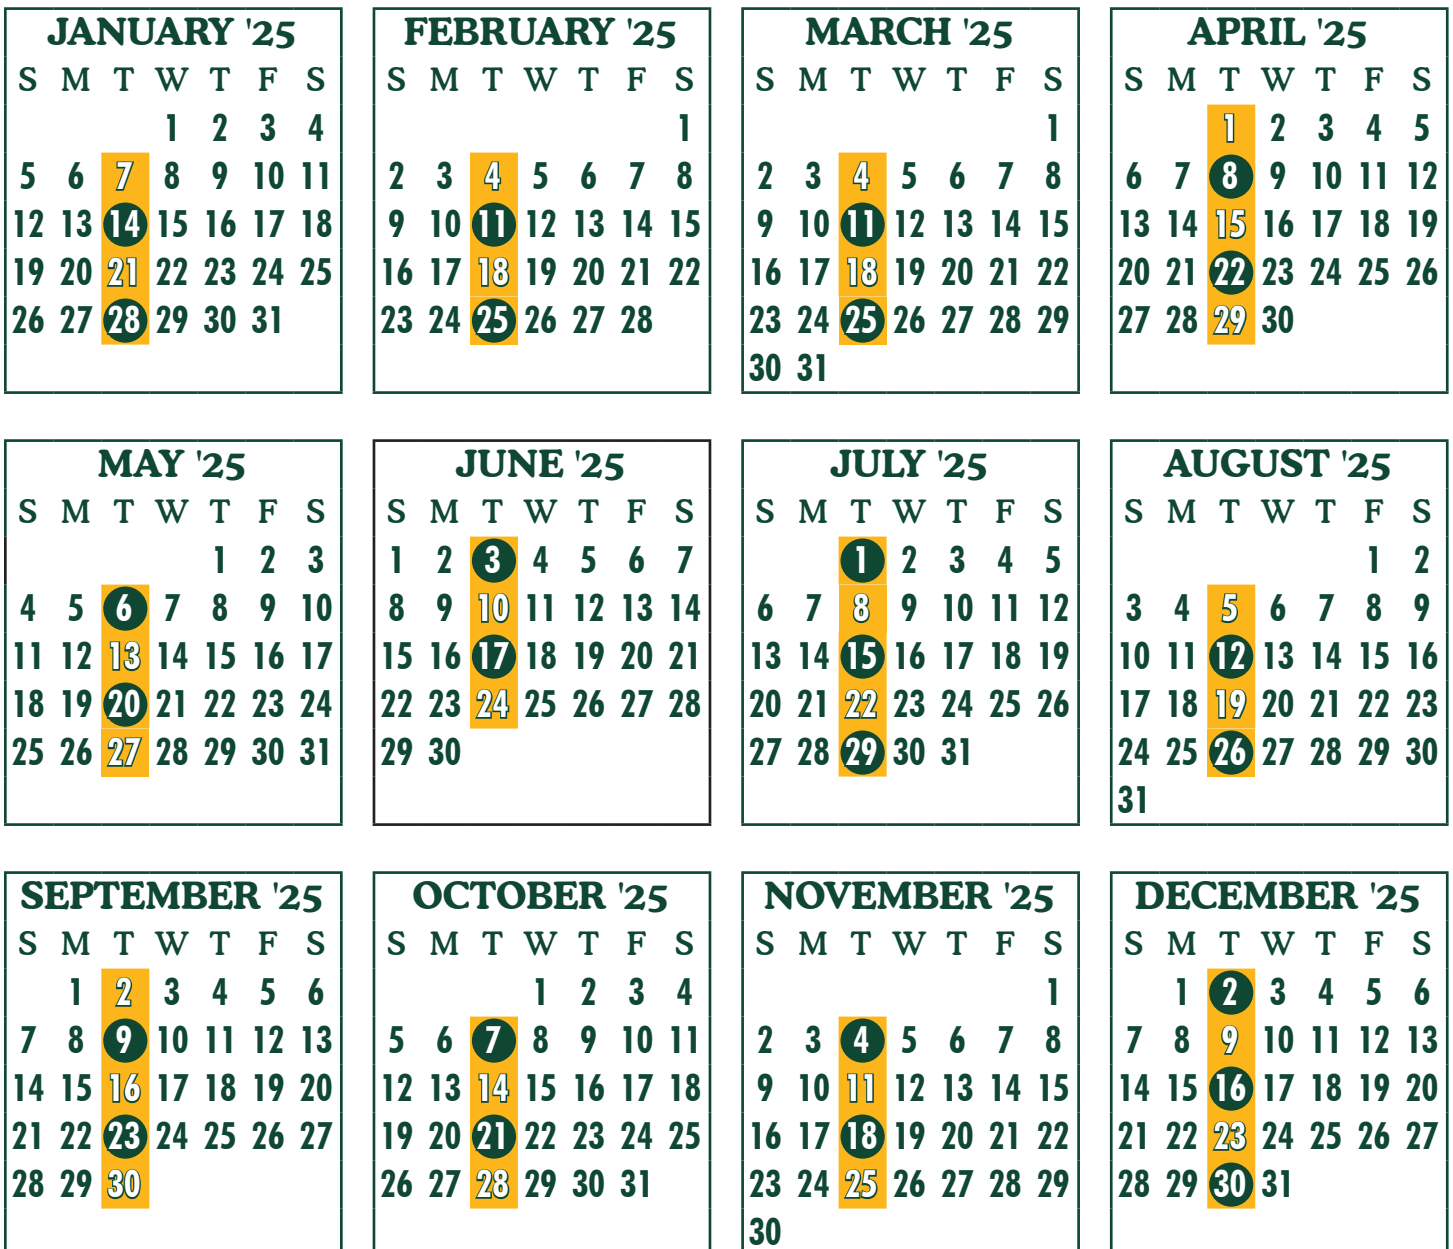 JANUARY '25
S M T W T F S
1 2 3 4
5 6 7 8 9 10 11
12 13 14 15 16 17 18
19 20 21 22 23 24 25
26 27 28 29 30 31
FEBRUARY '25
S M T W T F S
1
2 3 4 5 6 7 8
9 10 11 12 13 14 15
16 17 18 19 20 21 22
23 24 25 26 27 28
MARCH '25
S M T W T F S
1
2 3 4 5 6 7 8
9 10 11 12 13 14 15
16 17 18 19 20 21 22
23 24 25 26 27 28 29
30 31
APRIL '25
S M T W T F S
1 2 3 4 5
6 7 8 9 10 11 12
13 14 15 16 17 18 19
20 21 22 23 24 25 26
27 28 29 30
MAY '25
S M T W T F S
1 2 3
4 5 6 7 8 9 10
11 12 13 14 15 16 17
18 19 20 21 22 23 24
25 26 27 28 29 30 31
JUNE '25
S M T W T F S
1 2 3 4 5 6 7
8 9 10 11 12 13 14
15 16 17 18 19 20 21
22 23 24 25 26 27 28
29 30
JULY '25
S M T W T F S
1 2 3 4 5
6 7 8 9 10 11 12
13 14 15 16 17 18 19
20 21 22 23 24 25 26
27 28 29 30 31
AUGUST '25
S M T W T F S
1 2
3 4 5 6 7 8 9
10 11 12 13 14 15 16
17 18 19 20 21 22 23
24 25 26 27 28 29 30
31
SEPTEMBER '25
S M T W T F S
1 2 3 4 5 6
7 8 9 10 11 12 13
14 15 16 17 18 19 20
21 22 23 24 25 26 27
28 29 30
OCTOBER '25
S M T W T F S
1 2 3 4
5 6 7 8 9 10 11
12 13 14 15 16 17 18
19 20 21 22 23 24 25
26 27 28 29 30 31
NOVEMBER '25
S M T W T F S
1
2 3 4 5 6 7 8
9 10 11 12 13 14 15
16 17 18 19 20 21 22
23 24 25 26 27 28 29
30
DECEMBER '25
S M T W T F S
1 2 3 4 5 6
7 8 9 10 11 12 13
14 15 16 17 18 19 20
21 22 23 24 25 26 27
28 29 30 31